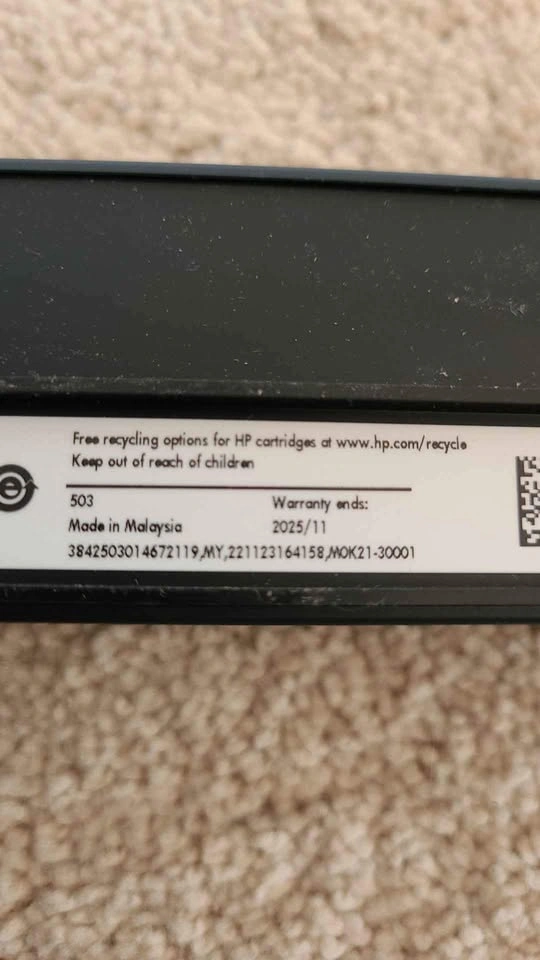 Free recycling options for HP cartridges at www.hp.com/recycle
Keep out of reach of children
503
Warranty ends:
Made in Malaysia
2025/11
3842503014672119,MY,221123164158,M0K21-30001
e